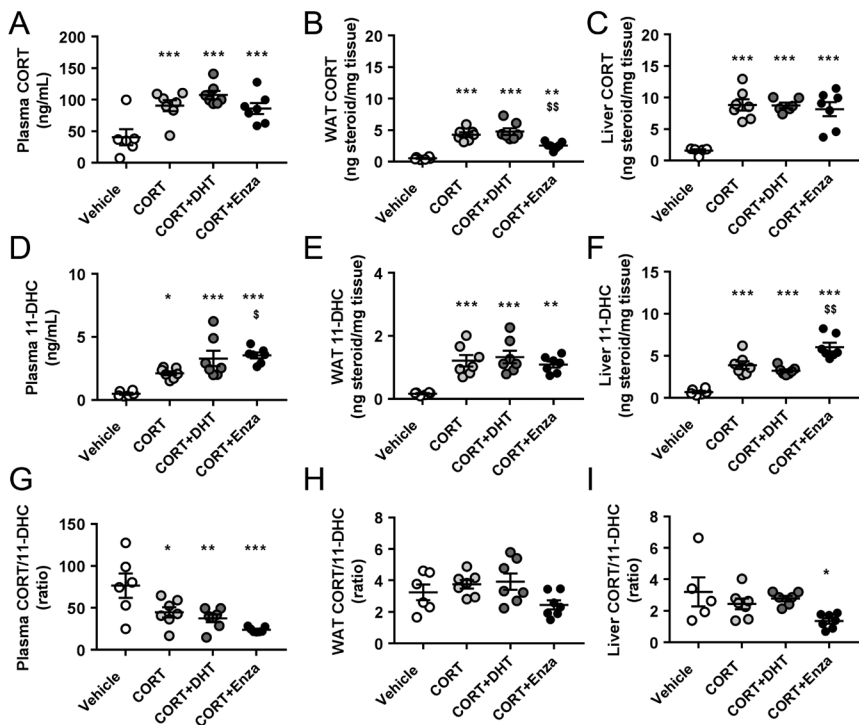 A
Plasma CORT
(ng/mL)
200
150
100
50
0
*** *** ***
Vehicle
CORT
CORT+DHT
CORT+Enza
B
WAT CORT
(ng steroid/mg tissue)
20
15
10
5
0
*** *** **
$$
Vehicle
CORT
CORT+DHT
CORT+Enza
C
Liver CORT
(ng steroid/mg tissue)
20
15
10
5
0
*** *** ***
Vehicle
CORT
CORT+DHT
CORT+Enza
D
Plasma 11-DHC
(ng/mL)
10
5
0
* *** ***
$
Vehicle
CORT
CORT+DHT
CORT+Enza
E
WAT 11-DHC
(ng steroid/mg tissue)
4
2
0
*** *** **
Vehicle
CORT
CORT+DHT
CORT+Enza
F
Liver 11-DHC
(ng steroid/mg tissue)
15
10
5
0
*** *** ***
$$
Vehicle
CORT
CORT+DHT
CORT+Enza
G
Plasma CORT/11-DHC
(ratio)
150
100
50
0
* ** ***
Vehicle
CORT
CORT+DHT
CORT+Enza
H
WAT CORT/11-DHC
(ratio)
8
6
4
2
0
Vehicle
CORT
CORT+DHT
CORT+Enza
I
Liver CORT/11-DHC
(ratio)
8
6
4
2
0
*
Vehicle
CORT
CORT+DHT
CORT+Enza